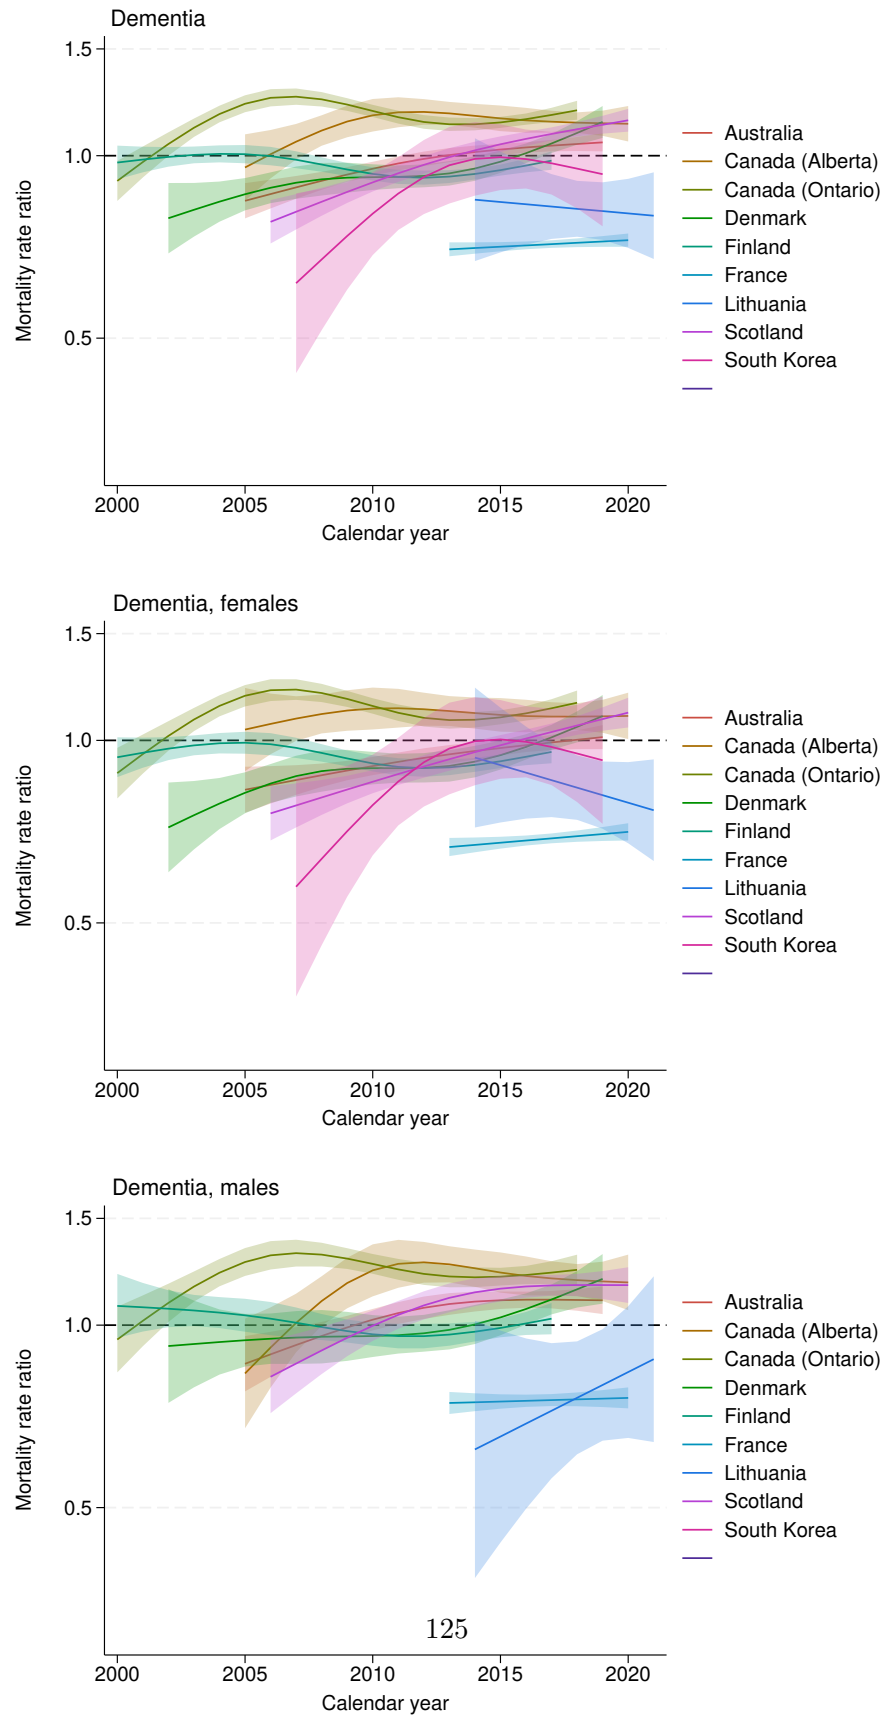 Dementia
1.5
1.0
0.5
Mortality rate ratio
2000 2005 2010 2015 2020
Calendar year
Australia
Canada (Alberta)
Canada (Ontario)
Denmark
Finland
France
Lithuania
Scotland
South Korea
Dementia, females
1.5
1.0
0.5
Mortality rate ratio
2000 2005 2010 2015 2020
Calendar year
Australia
Canada (Alberta)
Canada (Ontario)
Denmark
Finland
France
Lithuania
Scotland
South Korea
Dementia, males
1.5
1.0
0.5
Mortality rate ratio
2000 2005 2010 2015 2020
Calendar year
Australia
Canada (Alberta)
Canada (Ontario)
Denmark
Finland
France
Lithuania
Scotland
South Korea
125